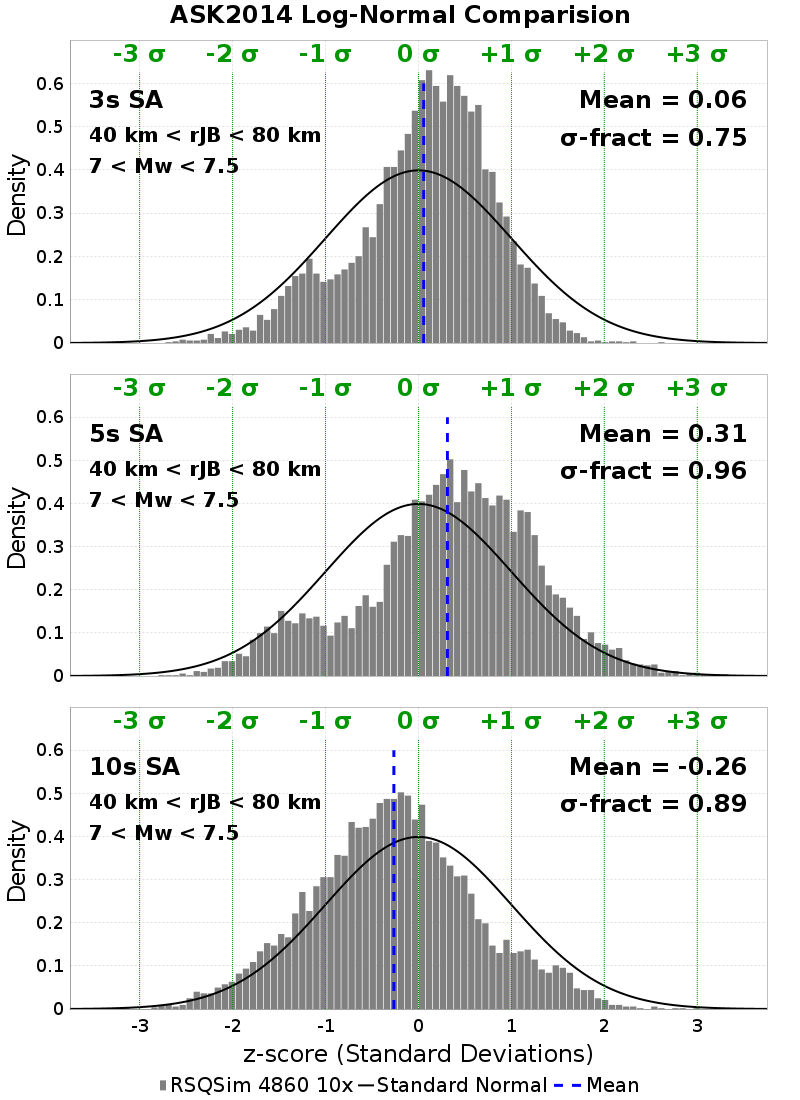 ASK2014 Log-Normal Comparision
-3 σ -2 σ -1 σ 0 σ +1 σ +2 σ +3 σ
0.6
3s SA Mean = 0.06
0.5
40 km < rJB < 80 km σ-fract = 0.75
7 < Mw < 7.5
0.4
Density
0.3
0.2
0.1
0
-3 σ -2 σ -1 σ 0 σ +1 σ +2 σ +3 σ
0.6
5s SA Mean = 0.31
0.5
40 km < rJB < 80 km σ-fract = 0.96
7 < Mw < 7.5
0.4
Density
0.3
0.2
0.1
0
-3 σ -2 σ -1 σ 0 σ +1 σ +2 σ +3 σ
0.6
10s SA Mean = -0.26
0.5
40 km < rJB < 80 km σ-fract = 0.89
7 < Mw < 7.5
0.4
Density
0.3
0.2
0.1
0
-3 -2 -1 0 1 2 3
z-score (Standard Deviations)
RSQSim 4860 10x Standard Normal Mean